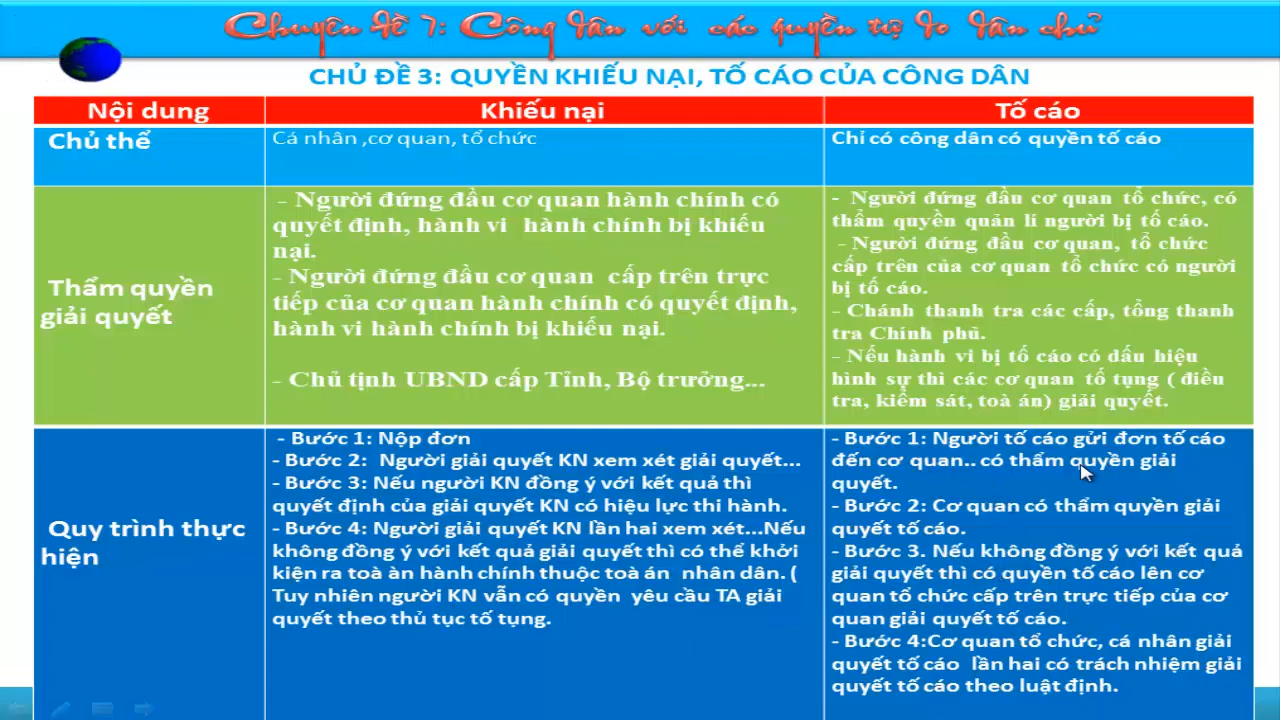 Chuyên đề 7: Công dân với các quyền tự do dân chủ
CHỦ ĐỀ 3: QUYỀN KHIẾU NẠI, TỐ CÁO CỦA CÔNG DÂN
Nội dung
Khiếu nại
Tố cáo
Chủ thể
Cá nhân ,cơ quan, tổ chức
Chỉ có công dân có quyền tố cáo
Thẩm quyền
giải quyết
- Người đứng đầu cơ quan hành chính có
quyết định, hành vi hành chính bị khiếu
nại.
- Người đứng đầu cơ quan cấp trên trực
tiếp của cơ quan hành chính có quyết định,
hành vi hành chính bị khiếu nại.
- Chủ tịnh UBND cấp Tỉnh, Bộ trưởng...
- Người đứng đầu cơ quan tổ chức, có
thẩm quyền quản lí người bị tố cáo.
- Người đứng đầu cơ quan, tổ chức
cấp trên của cơ quan tổ chức có người
bị tố cáo.
- Chánh thanh tra các cấp, tổng thanh
tra Chính phủ.
- Nếu hành vi bị tố cáo có dấu hiệu
hình sự thì các cơ quan tố tụng ( điều
tra, kiểm sát, toà án) giải quyết.
Quy trình thực
hiện
- Bước 1: Nộp đơn
- Bước 2: Người giải quyết KN xem xét giải quyết...
- Bước 3: Nếu người KN đồng ý với kết quả thì
quyết định của giải quyết KN có hiệu lực thi hành.
- Bước 4: Người giải quyết KN lần hai xem xét...Nếu
không đồng ý với kết quả giải quyết thì có thể khởi
kiện ra toà àn hành chính thuộc toà án nhân dân. (
Tuy nhiên người KN vẫn có quyền yêu cầu TA giải
quyết theo thủ tục tố tụng.
- Bước 1: Người tố cáo gửi đơn tố cáo
đến cơ quan.. có thẩm quyền giải
quyết.
- Bước 2: Cơ quan có thẩm quyền giải
quyết tố cáo.
- Bước 3. Nếu không đồng ý với kết quả
giải quyết thì có quyền tố cáo lên cơ
quan tổ chức cấp trên trực tiếp của cơ
quan giải quyết tố cáo.
- Bước 4:Cơ quan tổ chức, cá nhân giải
quyết tố cáo lần hai có trách nhiệm giải
quyết tố cáo theo luật định.